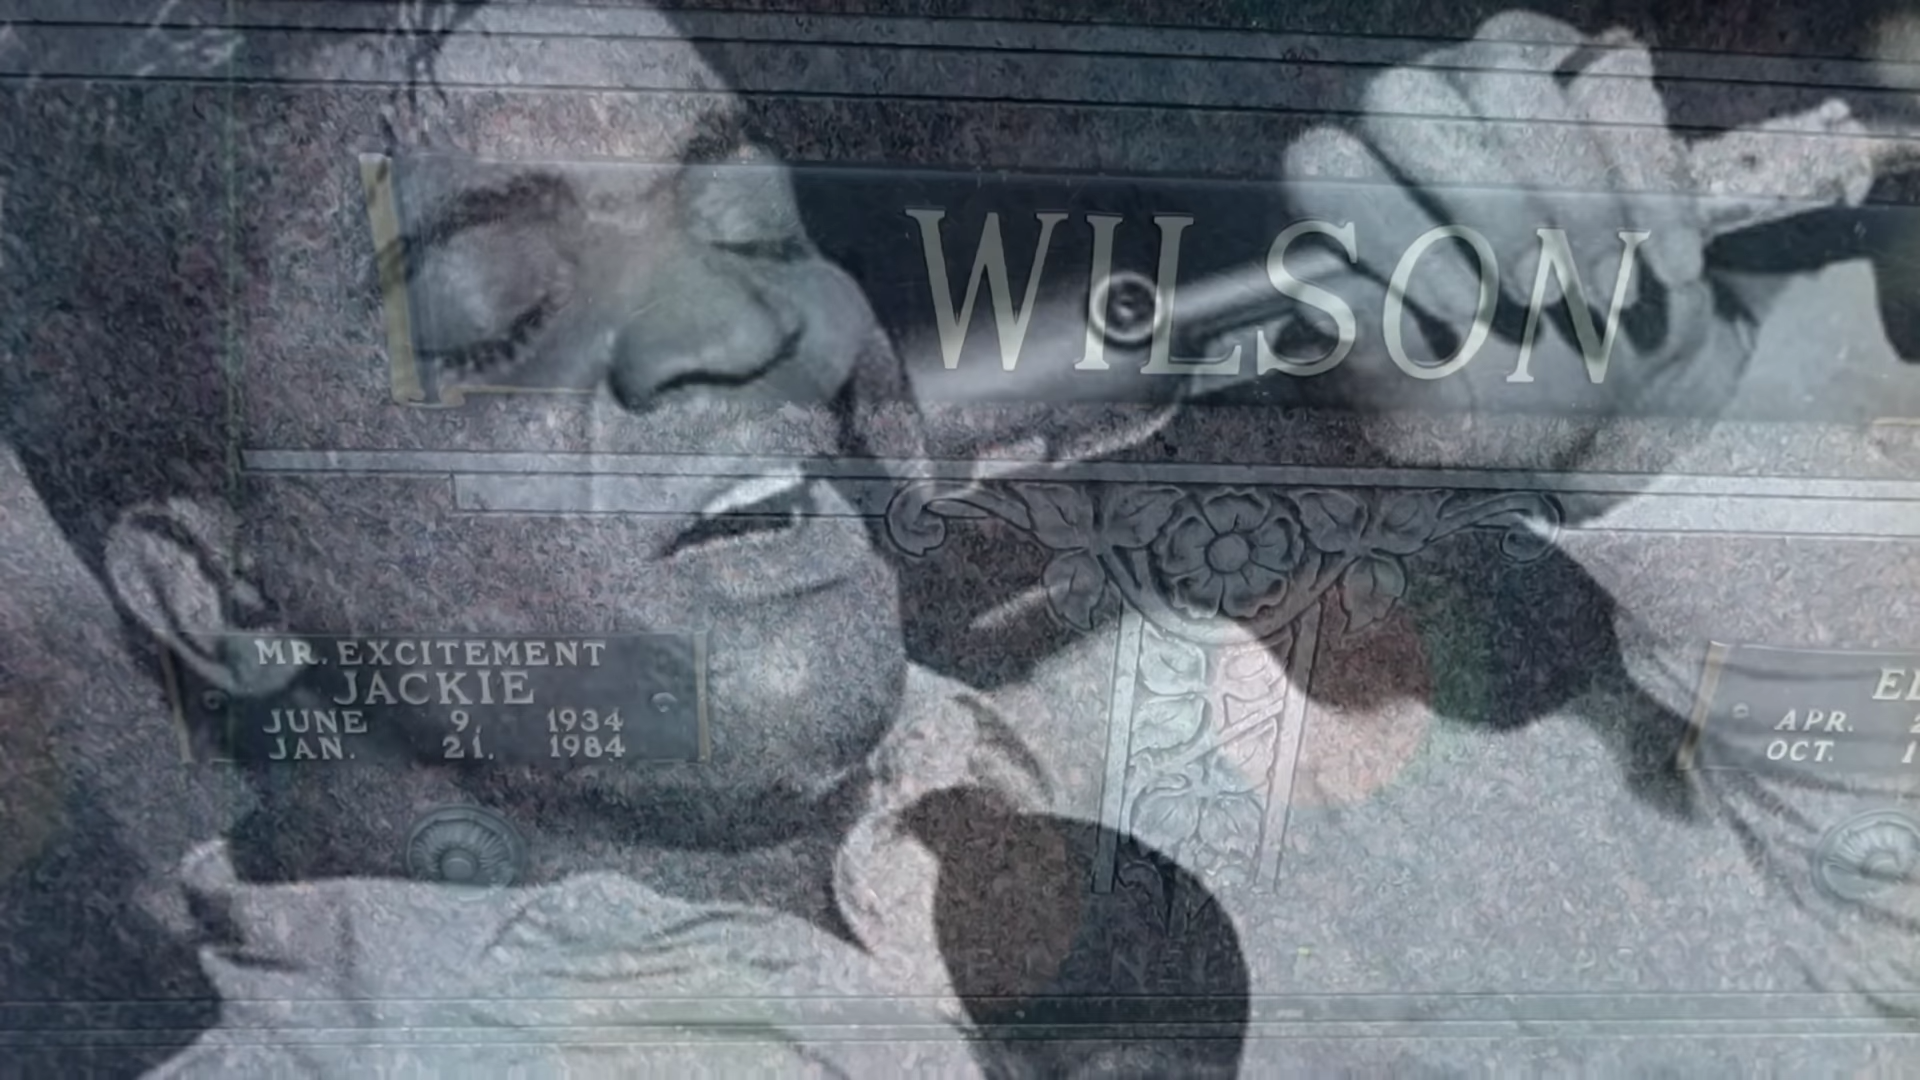 WILSON
MR. EXCITEMENT
JACKIE
JUNE 9, 1934
JAN. 21. 1984
APR.
OCT.